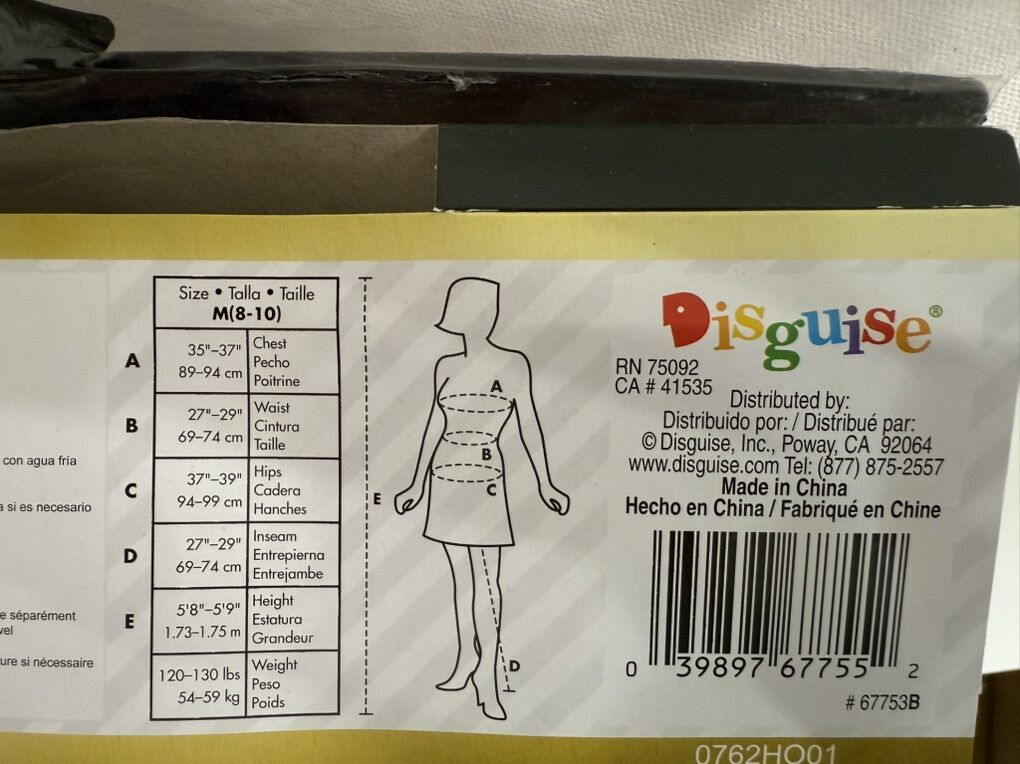 con agua fría
a si es necesario
e séparément
vel
ure si nécessaire
Size • Talla • Taille
M(8-10)
A
35"–37"
89–94 cm
Chest
Pecho
Poitrine
B
27"–29"
69–74 cm
Waist
Cintura
Taille
C
37"–39"
94–99 cm
Hips
Cadera
Hanches
D
27"–29"
69–74 cm
Inseam
Entrepierna
Entrejambe
E
5'8"–5'9"
1.73–1.75 m
Height
Estatura
Grandeur
120–130 lbs
54–59 kg
Weight
Peso
Poids
A
B
C
E
D
Disguise®
RN 75092
CA # 41535
Distributed by:
Distribuido por: / Distribué par:
© Disguise, Inc., Poway, CA 92064
www.disguise.com Tel: (877) 875-2557
Made in China
Hecho en China / Fabriqué en Chine
0 39897 67755 2
# 67753B
0762HO01